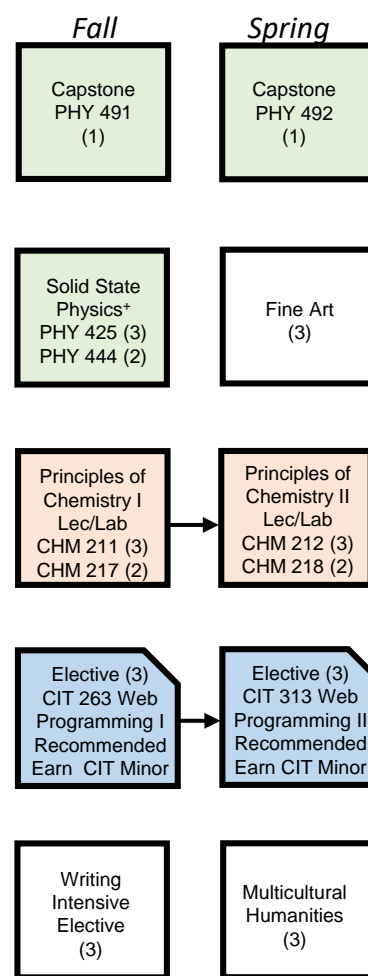 Fall
Spring
Capstone
PHY 491
(1)
Capstone
PHY 492
(1)
Solid State
Physics⁺
PHY 425 (3)
PHY 444 (2)
Fine Art
(3)
Principles of
Chemistry I
Lec/Lab
CHM 211 (3)
CHM 217 (2)
Principles of
Chemistry II
Lec/Lab
CHM 212 (3)
CHM 218 (2)
Elective (3)
CIT 263 Web
Programming I
Recommended
Earn CIT Minor
Elective (3)
CIT 313 Web
Programming II
Recommended
Earn CIT Minor
Writing
Intensive
Elective
(3)
Multicultural
Humanities
(3)